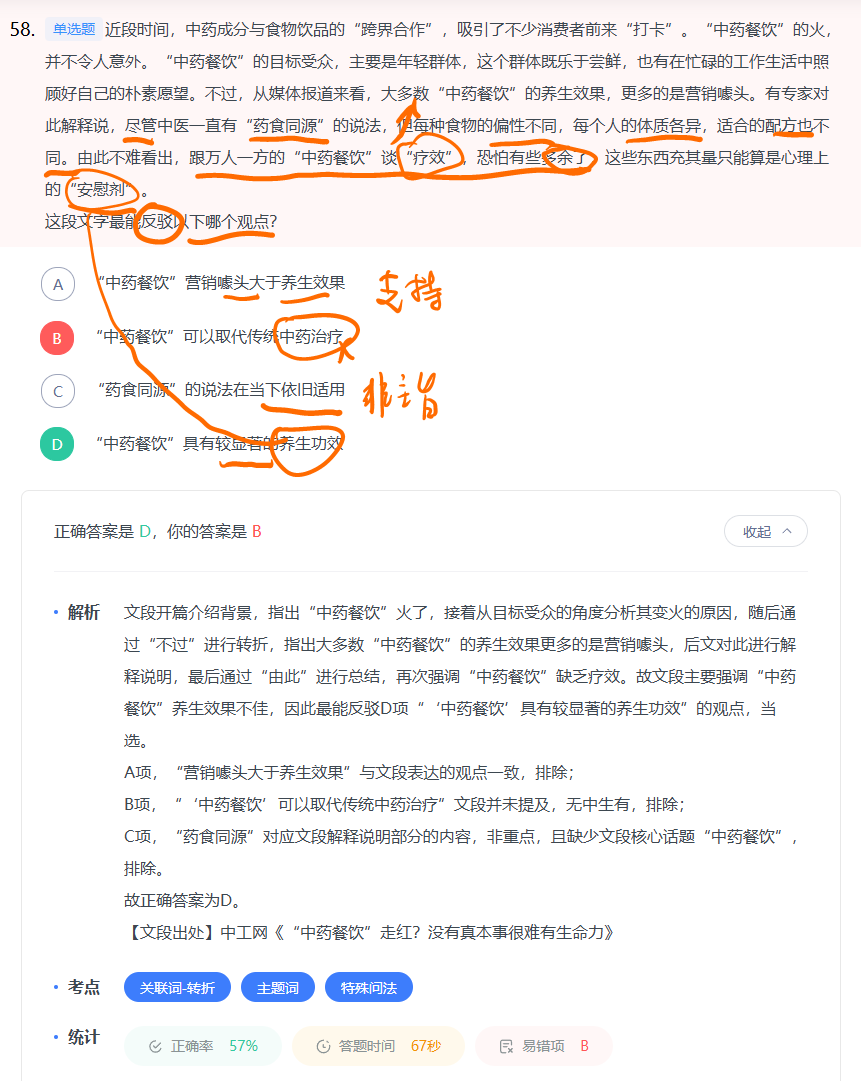 58. 单选题 近段时间，中药成分与食物饮品的“跨界合作”，吸引了不少消费者前来“打卡”。“中药餐饮”的火，
并不令人意外。“中药餐饮”的目标受众，主要是年轻群体，这个群体既乐于尝鲜，也有在忙碌的工作生活中照
顾好自己的朴素愿望。不过，从媒体报道来看，大多数“中药餐饮”的养生效果，更多的是营销噱头。有专家对
此解释说，尽管中医一直有“药食同源”的说法，但每种食物的偏性不同，每个人的体质各异，适合的配方也不
同。由此不难看出，跟万人一方的“中药餐饮”谈“疗效”，恐怕有些多余了，这些东西充其量只能算是心理上
的“安慰剂”。
这段文字最能反驳以下哪个观点？
A “中药餐饮”营销噱头大于养生效果 支持
B “中药餐饮”可以取代传统中药治疗
C “药食同源”的说法在当下依旧适用 非主旨
D “中药餐饮”具有较显著的养生功效
正确答案是 D，你的答案是 B 收起
解析 文段开篇介绍背景，指出“中药餐饮”火了，接着从目标受众的角度分析其变火的原因，随后通
过“不过”进行转折，指出大多数“中药餐饮”的养生效果更多的是营销噱头，后文对此进行解
释说明，最后通过“由此”进行总结，再次强调“中药餐饮”缺乏疗效。故文段主要强调“中药
餐饮”养生效果不佳，因此最能反驳D项“‘中药餐饮’具有较显著的养生功效”的观点，当
选。
A项，“营销噱头大于养生效果”与文段表达的观点一致，排除；
B项，“‘中药餐饮’可以取代传统中药治疗”文段并未提及，无中生有，排除；
C项，“药食同源”对应文段解释说明部分的内容，非重点，且缺少文段核心话题“中药餐饮”，
排除。
故正确答案为D。
【文段出处】中工网《“中药餐饮”走红？没有真本事很难有生命力》
考点 关联词-转折 主题词 特殊问法
统计 正确率 57% 答题时间 67秒 易错项 B